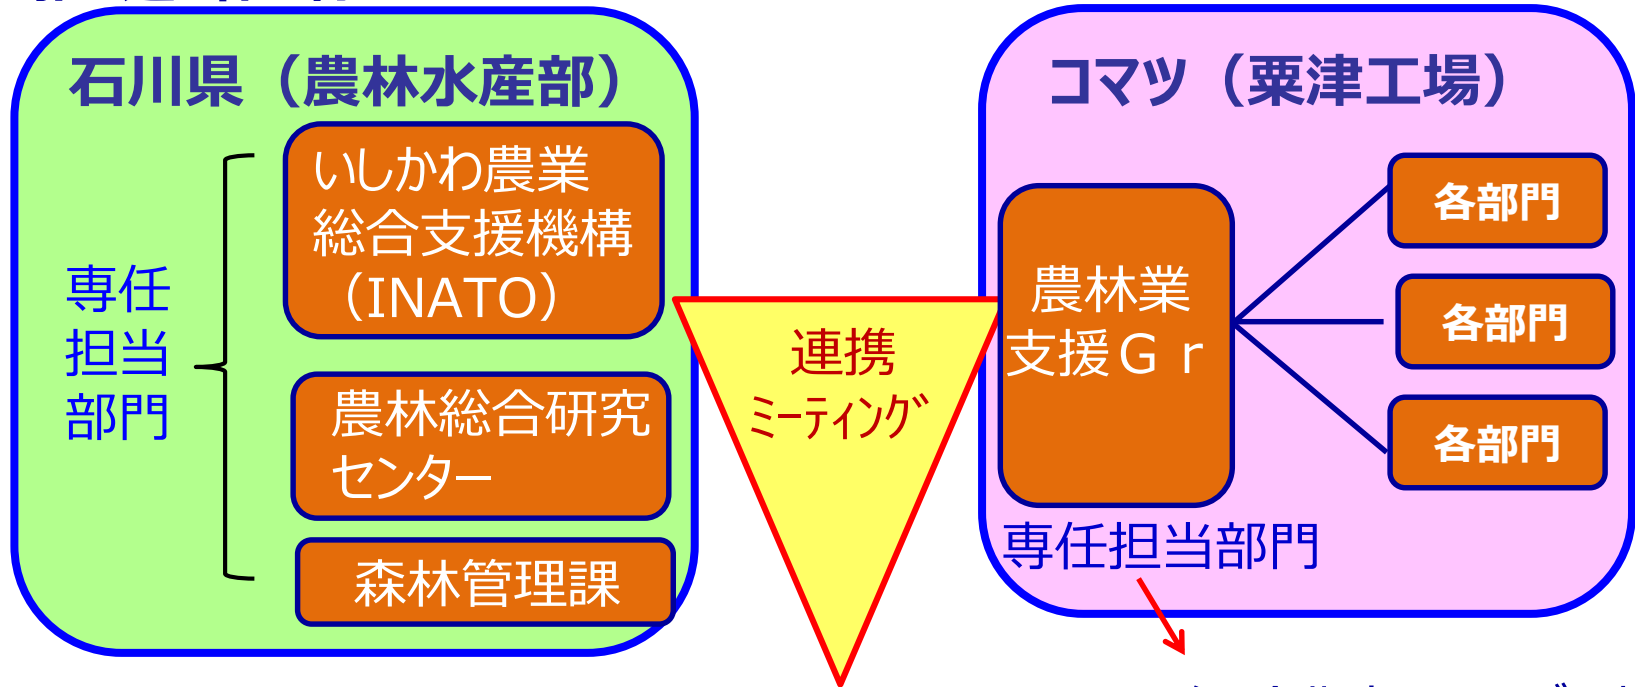 石川県（農林水産部）
専任
担当
部門
いしかわ農業
総合支援機構
（INATO）
農林総合研究
センター
森林管理課
連携
ミーティング
コマツ（粟津工場）
農林業
支援Ｇｒ
各部門
各部門
各部門
専任担当部門